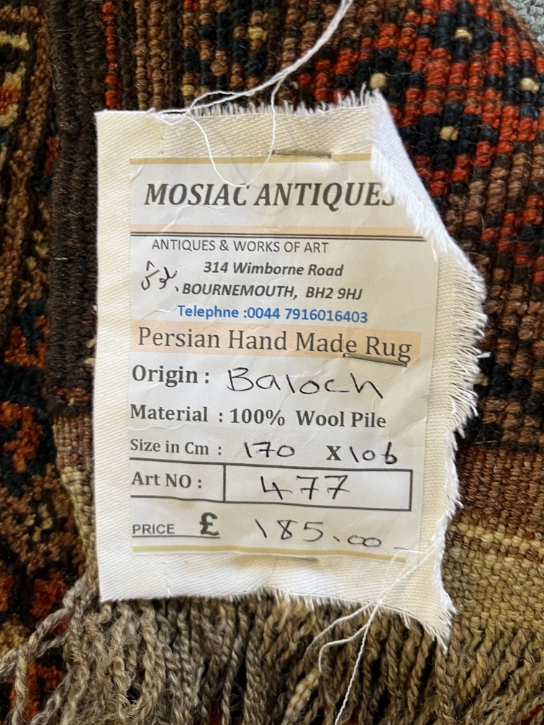 MOSIAC ANTIQUES
ANTIQUES & WORKS OF ART
314 Wimborne Road
BOURNEMOUTH, BH2 9HJ
Telephne :0044 7916016403
Persian Hand Made Rug
Origin : Baloch
Material : 100% Wool Pile
Size in Cm : 170 X 106
Art NO : 477
PRICE £ 185.00